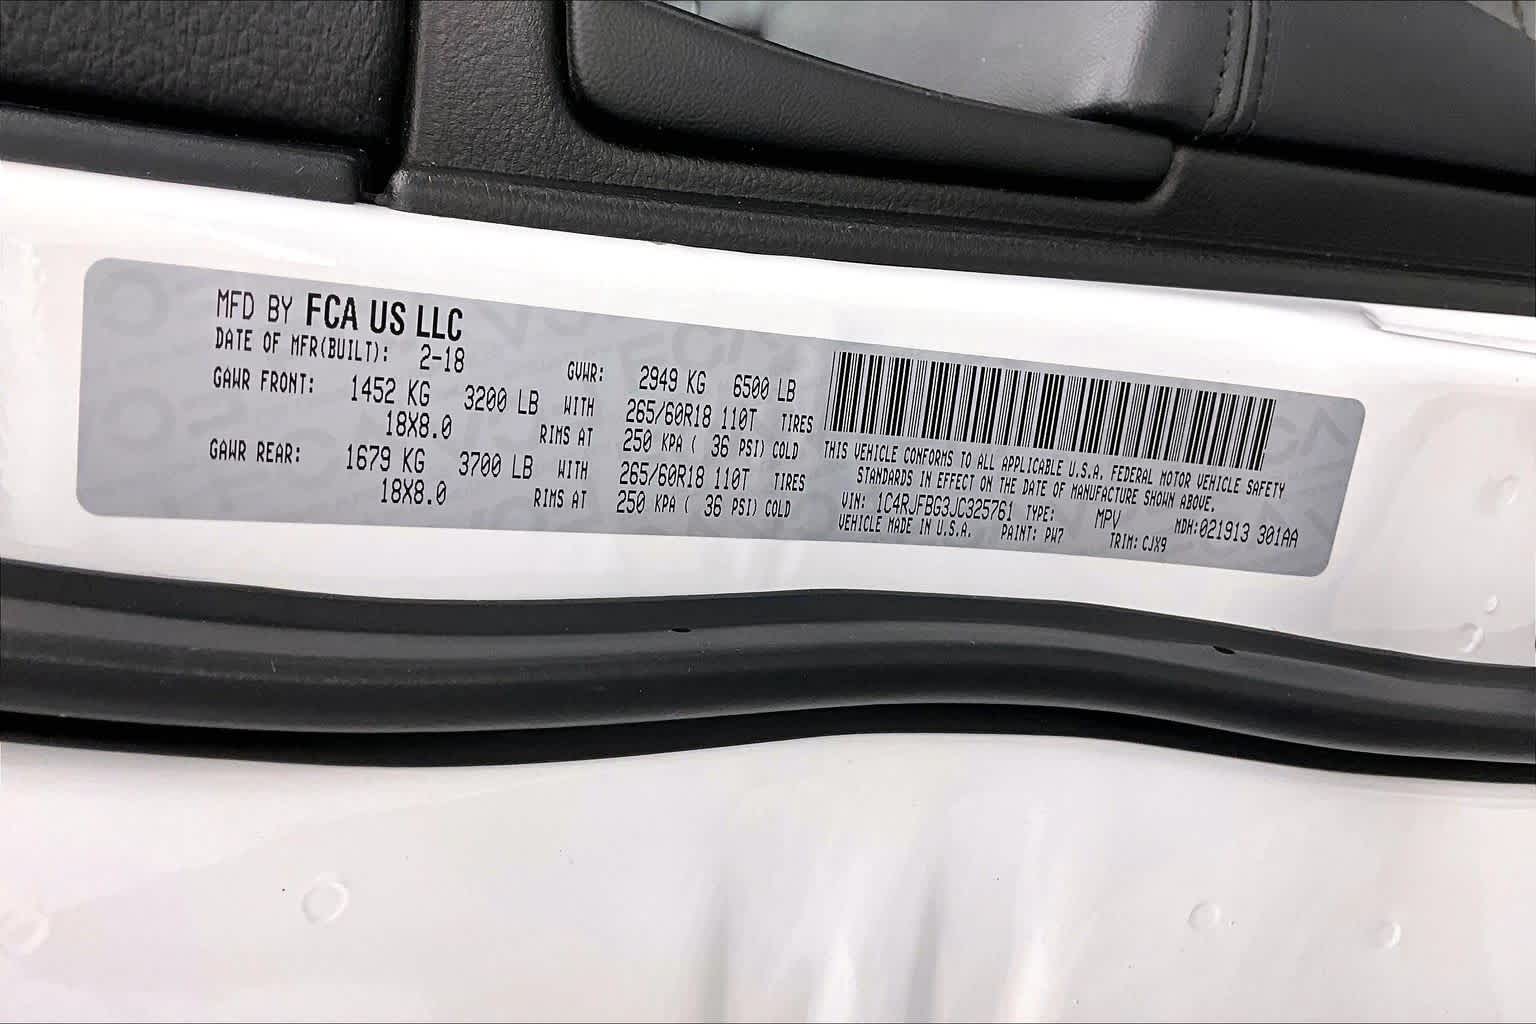 MFD BY FCA US LLC
DATE OF MFR(BUILT): 2-18 GVWR: 2949 KG 6500 LB
GAWR FRONT: 1452 KG 3200 LB WITH 265/60R18 110T TIRES
18X8.0 RIMS AT 250 KPA ( 36 PSI) COLD
GAWR REAR: 1679 KG 3700 LB WITH 265/60R18 110T TIRES
18X8.0 RIMS AT 250 KPA ( 36 PSI) COLD
THIS VEHICLE CONFORMS TO ALL APPLICABLE U.S.A. FEDERAL MOTOR VEHICLE SAFETY
STANDARDS IN EFFECT ON THE DATE OF MANUFACTURE SHOWN ABOVE.
VIN: 1C4RJFBG3JC325761 TYPE: MPV MDH:021913 301AA
VEHICLE MADE IN U.S.A. PAINT: PW7 TRIM: CJX9